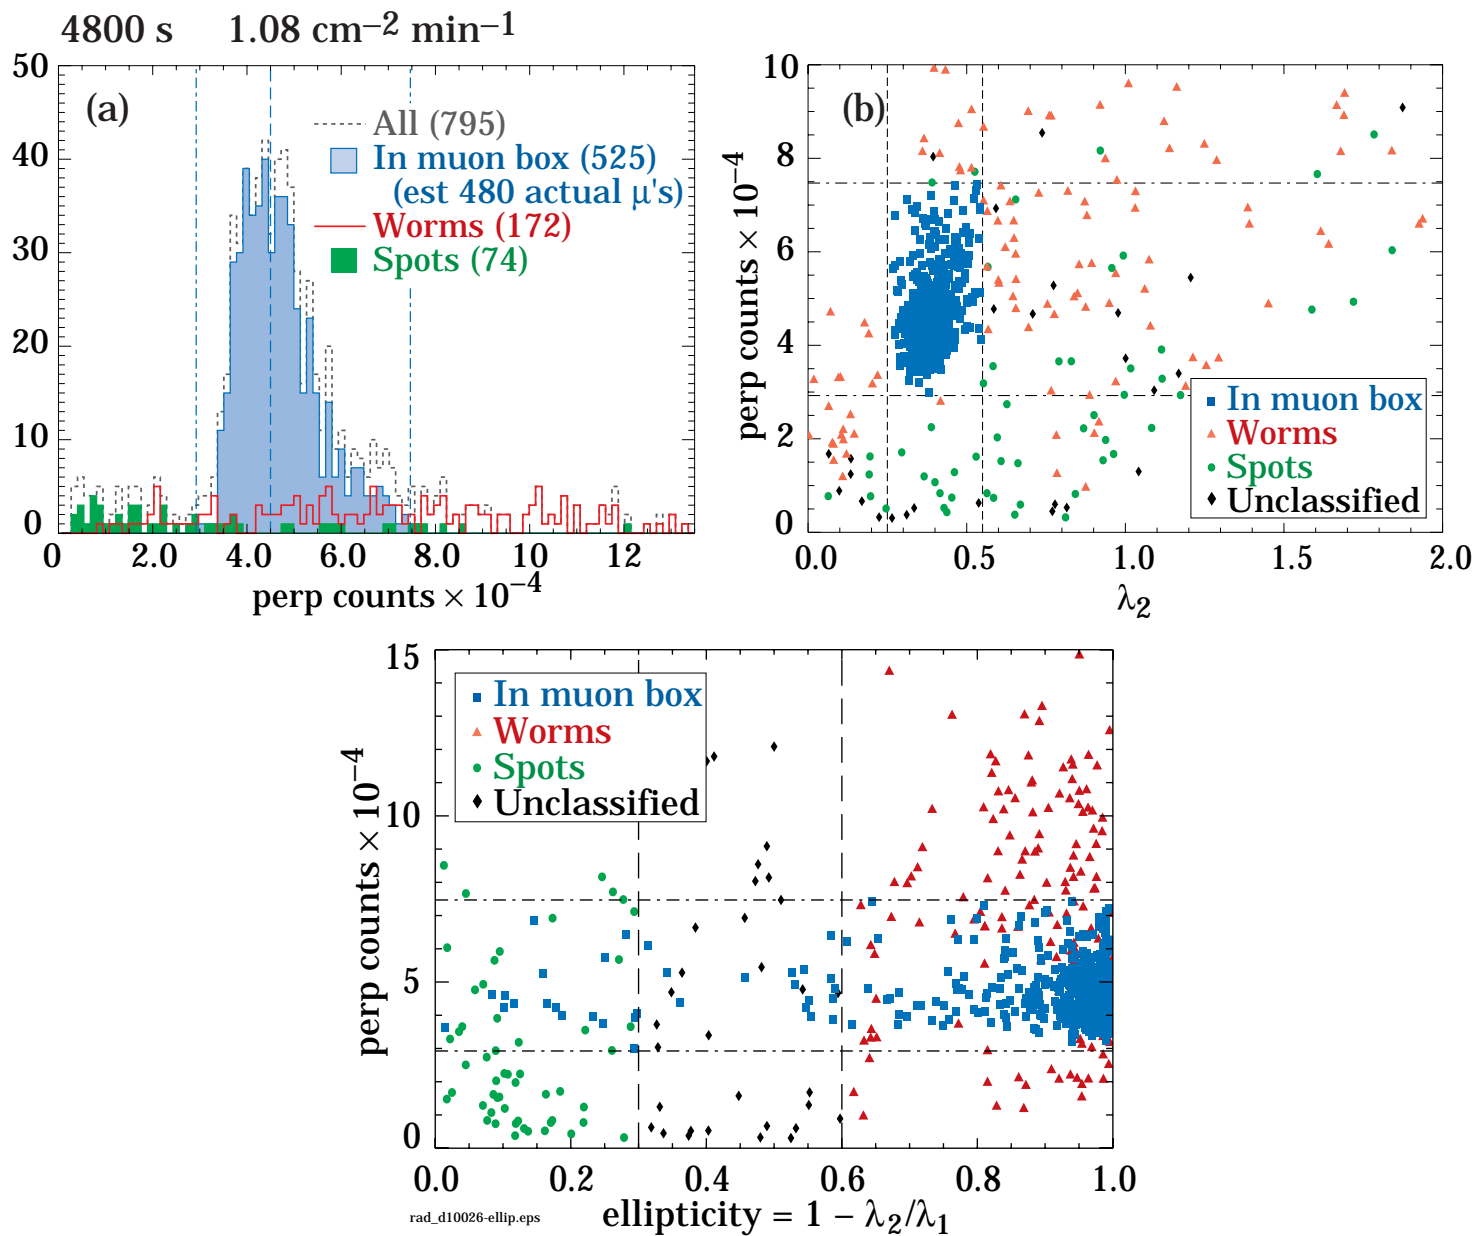 4800 s 1.08 cm−2 min−1
(a)
50
40
30
20
10
0
All (795)
In muon box (525)
(est 480 actual μ's)
Worms (172)
Spots (74)
0 2.0 4.0 6.0 8.0 10 12
perp counts × 10−4
(b)
10
8
6
4
2
0
perp counts × 10−4
In muon box
Worms
Spots
Unclassified
0.0 0.5 1.0 1.5 2.0
λ2
15
10
5
0
perp counts × 10−4
In muon box
Worms
Spots
Unclassified
0.0 0.2 0.4 0.6 0.8 1.0
rad_d10026-ellip.eps
ellipticity = 1 − λ2/λ1